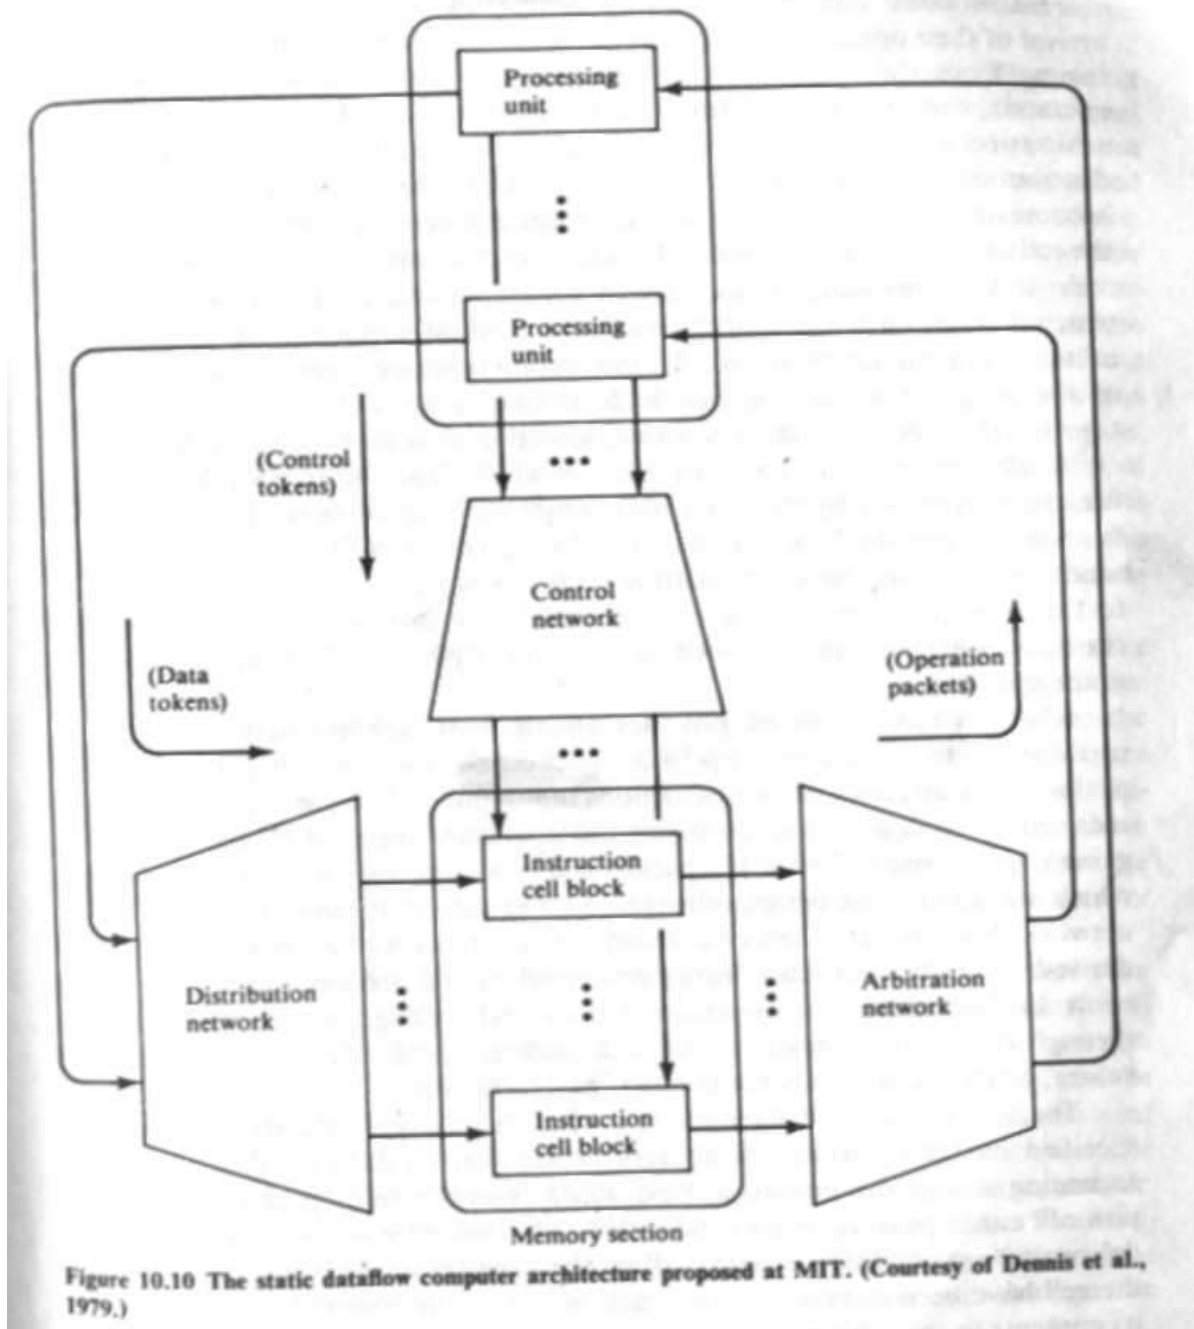 Processing
unit
Processing
unit
(Control
tokens)
Control
network
(Data
tokens)
(Operation
packets)
Instruction
cell block
Distribution
network
Arbitration
network
Instruction
cell block
Memory section
Figure 10.10 The static dataflow computer architecture proposed at MIT. (Courtesy of Dennis et al.,
1979.)